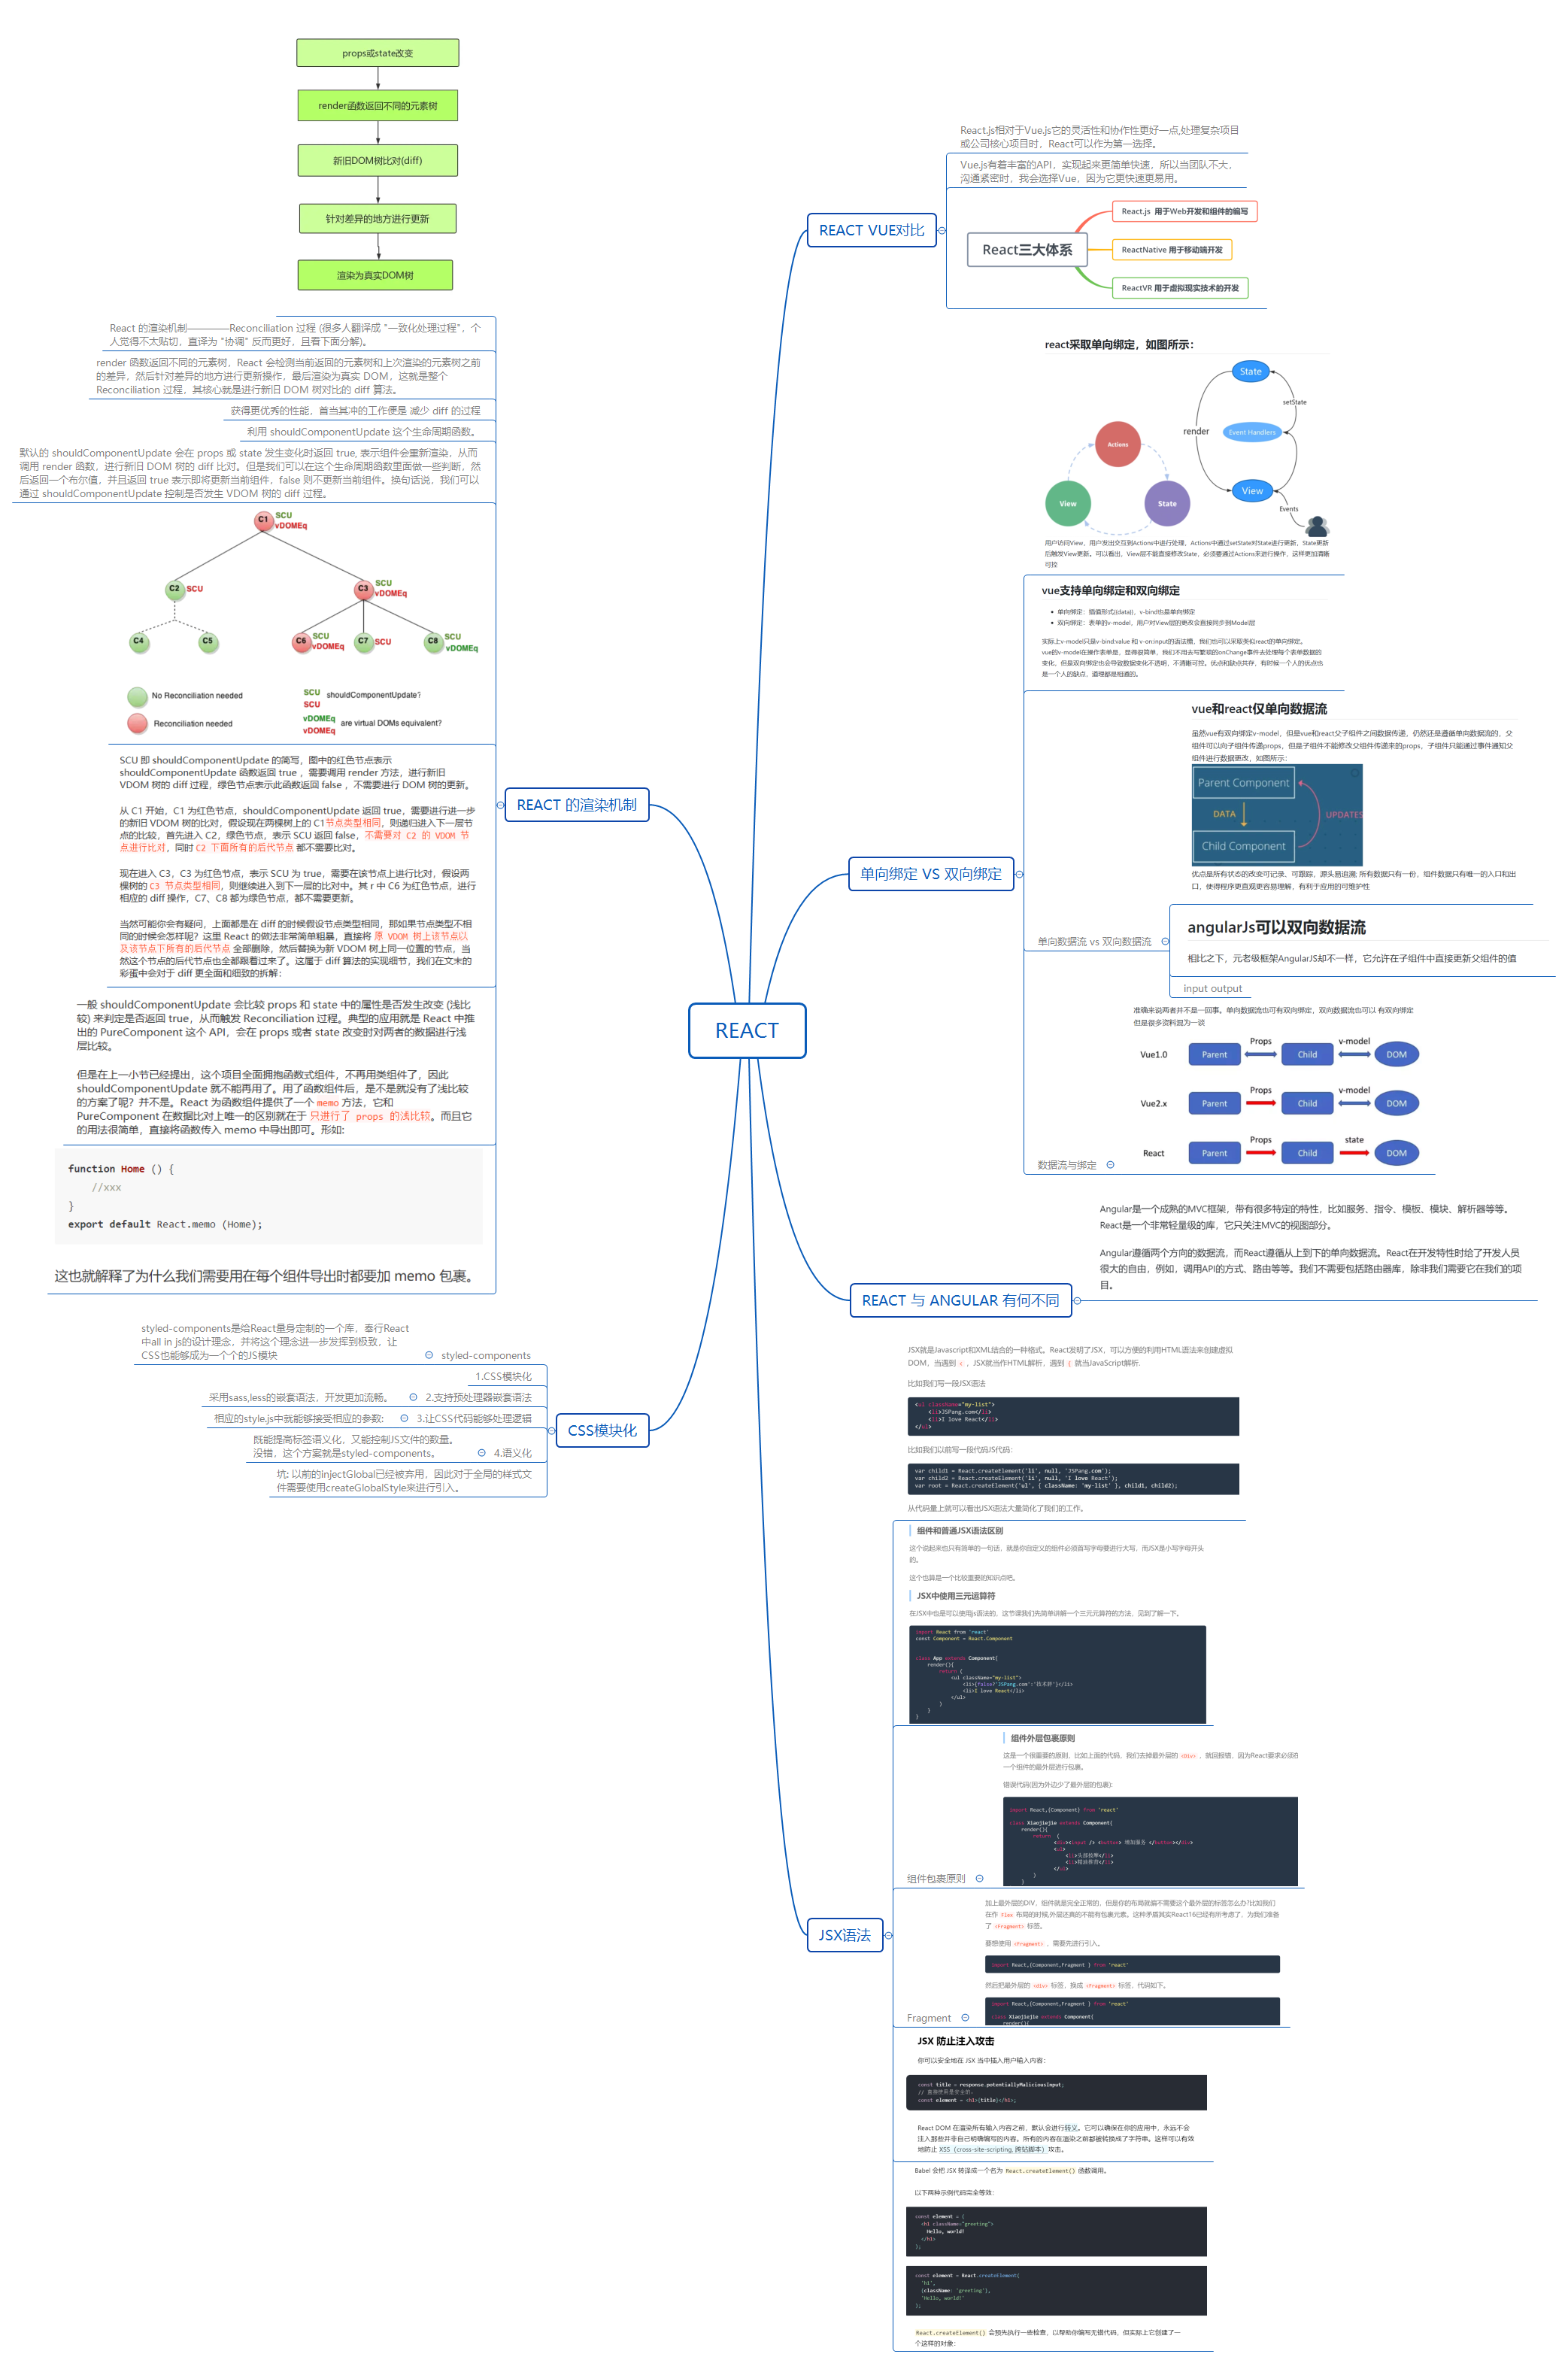 props或state改变
render函数返回不同的元素树
新旧DOM树比对(diff)
针对差异的地方进行更新
渲染为真实DOM树
React 的渲染机制————Reconciliation 过程 (很多人翻译成 "一致化处理过程"，个
人觉得不太贴切，直译为 "协调" 反而更好，且看下面分解)。
render 函数返回不同的元素树，React 会检测当前返回的元素树和上次渲染的元素树之前
的差异，然后针对差异的地方进行更新操作，最后渲染为真实 DOM，这就是整个
Reconciliation 过程，其核心就是进行新旧 DOM 树对比的 diff 算法。
获得更优秀的性能，首当其冲的工作便是 减少 diff 的过程
利用 shouldComponentUpdate 这个生命周期函数。
默认的 shouldComponentUpdate 会在 props 或 state 发生变化时返回 true, 表示组件会重新渲染，从而
调用 render 函数，进行新旧 DOM 树的 diff 比对。但是我们可以在这个生命周期函数里面做一些判断，然
后返回一个布尔值，并且返回 true 表示即将更新当前组件，false 则不更新当前组件。换句话说，我们可以
通过 shouldComponentUpdate 控制是否发生 VDOM 树的 diff 过程。
C1 SCU
vDOMEq
C2 SCU
C3 SCU
vDOMEq
C4
C5
C6 SCU
vDOMEq
C7 SCU
C8 SCU
vDOMEq
No Reconciliation needed
Reconciliation needed
SCU
SCU
shouldComponentUpdate?
vDOMEq
vDOMEq
are virtual DOMs equivalent?
SCU 即 shouldComponentUpdate 的简写，图中的红色节点表示
shouldComponentUpdate 函数返回 true ，需要调用 render 方法，进行新旧
VDOM 树的 diff 过程，绿色节点表示此函数返回 false ，不需要进行 DOM 树的更新。
从 C1 开始，C1 为红色节点，shouldComponentUpdate 返回 true，需要进行进一步
的新旧 VDOM 树的比对，假设现在两棵树上的 C1节点类型相同，则递归进入下一层节
点的比较，首先进入 C2，绿色节点，表示 SCU 返回 false，不需要对 C2 的 VDOM 节
点进行比对，同时 C2 下面所有的后代节点 都不需要比对。
现在进入 C3，C3 为红色节点，表示 SCU 为 true，需要在该节点上进行比对，假设两
棵树的 C3 节点类型相同，则继续进入到下一层的比对中。其 r 中 C6 为红色节点，进行
相应的 diff 操作，C7、C8 都为绿色节点，都不需要更新。
当然可能你会有疑问，上面都是在 diff 的时候假设节点类型相同，那如果节点类型不相
同的时候会怎样呢？这里 React 的做法非常简单粗暴，直接将 原 VDOM 树上该节点以
及该节点下所有的后代节点 全部删除，然后替换为新 VDOM 树上同一位置的节点，当
然这个节点的后代节点也全都跟着过来了。这属于 diff 算法的实现细节，我们在文末的
彩蛋中会对于 diff 更全面和细致的拆解：
一般 shouldComponentUpdate 会比较 props 和 state 中的属性是否发生改变 (浅比
较) 来判定是否返回 true，从而触发 Reconciliation 过程。典型的应用就是 React 中推
出的 PureComponent 这个 API，会在 props 或者 state 改变时对两者的数据进行浅
层比较。
但是在上一小节已经提出，这个项目全面拥抱函数式组件，不再用类组件了，因此
shouldComponentUpdate 就不能再用了。用了函数组件后，是不是就没有了浅比较
的方案了呢？并不是。React 为函数组件提供了一个 memo 方法，它和
PureComponent 在数据比对上唯一的区别就在于 只进行了 props 的浅比较。而且它
的用法很简单，直接将函数传入 memo 中导出即可。形如:
function Home () {
//xxx
}
export default React.memo (Home);
这也就解释了为什么我们需要用在每个组件导出时都要加 memo 包裹。
REACT 的渲染机制
styled-components是给React量身定制的一个库，奉行React
中all in js的设计理念，并将这个理念进一步发挥到极致，让
CSS也能够成为一个个的JS模块
styled-components
1.CSS模块化
采用sass,less的嵌套语法，开发更加流畅。
2.支持预处理器嵌套语法
相应的style.js中就能够接受相应的参数:
3.让CSS代码能够处理逻辑
既能提高标签语义化，又能控制JS文件的数量。
没错，这个方案就是styled-components。
4.语义化
坑: 以前的injectGlobal已经被弃用，因此对于全局的样式文
件需要使用createGlobalStyle来进行引入。
CSS模块化
REACT
React.js相对于Vue.js它的灵活性和协作性更好一点,处理复杂项目
或公司核心项目时，React可以作为第一选择。
Vue.js有着丰富的API，实现起来更简单快速，所以当团队不大，
沟通紧密时，我会选择Vue，因为它更快速更易用。
REACT VUE对比
React三大体系
React.js 用于Web开发和组件的编写
ReactNative 用于移动端开发
ReactVR 用于虚拟现实技术的开发
react采取单向绑定，如图所示：
State
setState
render
Event Handlers
View
Events
Actions
View
State
用户访问View，用户发出交互到Actions中进行处理，Actions中通过setState对State进行更新，State更新
后触发View更新。可以看出，View层不能直接修改State，必须要通过Actions来进行操作，这样更加清晰
可控
vue支持单向绑定和双向绑定
单向绑定：插值形式{{data}}，v-bind也是单向绑定
双向绑定：表单的v-model，用户对View层的更改会直接同步到Model层
实际上v-model只是v-bind:value 和 v-on:input的语法糖，我们也可以采取类似react的单向绑定。
vue的v-model在操作表单是，显得很简单，我们不用去写繁琐的onChange事件去处理每个表单数据的
变化，但是双向绑定也会导致数据变化不透明，不清晰可控。优点和缺点共存，有时候一个人的优点也
是一个人的缺点，道理都是相通的。
单向绑定 VS 双向绑定
vue和react仅单向数据流
虽然vue有双向绑定v-model，但是vue和react父子组件之间数据传递，仍然还是遵循单向数据流的，父
组件可以向子组件传递props，但是子组件不能修改父组件传递来的props，子组件只能通过事件通知父
组件进行数据更改，如图所示：
Parent Component
DATA
UPDATES
Child Component
优点是所有状态的改变可记录、可跟踪，源头易追溯; 所有数据只有一份，组件数据只有唯一的入口和出
口，使得程序更直观更容易理解，有利于应用的可维护性
单向数据流 vs 双向数据流
angularJs可以双向数据流
相比之下，元老级框架AngularJS却不一样，它允许在子组件中直接更新父组件的值
input output
准确来说两者并不是一回事。单向数据流也可有双向绑定，双向数据流也可以 有双向绑定
但是很多资料混为一谈
Vue1.0 Parent Props Child v-model DOM
Vue2.x Parent Props Child v-model DOM
React Parent Props Child state DOM
数据流与绑定
Angular是一个成熟的MVC框架，带有很多特定的特性，比如服务、指令、模板、模块、解析器等等。
React是一个非常轻量级的库，它只关注MVC的视图部分。
Angular遵循两个方向的数据流，而React遵循从上到下的单向数据流。React在开发特性时给了开发人员
很大的自由，例如，调用API的方式、路由等等。我们不需要包括路由器库，除非我们需要它在我们的项
目。
REACT 与 ANGULAR 有何不同
JSX就是Javascript和XML结合的一种格式。React发明了JSX，可以方便的利用HTML语法来创建虚拟
DOM，当遇到 < ，JSX就当作HTML解析，遇到 { 就当JavaScript解析.
比如我们写一段JSX语法
<ul className="my-list">
<li>JSPang.com</li>
<li>I love React</li>
</ul>
比如我们以前写一段代码JS代码：
var child1 = React.createElement('li', null, 'JSPang.com');
var child2 = React.createElement('li', null, 'I love React');
var root = React.createElement('ul', { className: 'my-list' }, child1, child2);
从代码量上就可以看出JSX语法大量简化了我们的工作。
组件和普通JSX语法区别
这个说起来也只有简单的一句话，就是你自定义的组件必须首写字母要进行大写，而JSX是小写字母开头
的。
这个也算是一个比较重要的知识点吧。
JSX中使用三元运算符
在JSX中也是可以使用js语法的，这节课我们先简单讲解一个三元元算符的方法，见到了解一下。
import React from 'react'
const Component = React.Component
class App extends Component{
render(){
return (
<ul className="my-list">
<li>{false?'JSPang.com':'技术胖'}</li>
<li>I love React</li>
</ul>
)
}
}
组件外层包裹原则
这是一个很重要的原则，比如上面的代码，我们去掉最外层的 <Div> ，就回报错，因为React要求必须在
一个组件的最外层进行包裹。
错误代码(因为外边少了最外层的包裹):
import React,{Component} from 'react'
class Xiaojiejie extends Component{
render(){
return (
<div><input /> <button> 增加服务 </button></div>
<ul>
<li>头部按摩</li>
<li>精油推背</li>
</ul>
)
}
组件包裹原则
加上最外层的DIV，组件就是完全正常的，但是你的布局就偏不需要这个最外层的标签怎么办?比如我们
在作 Flex 布局的时候,外层还真的不能有包裹元素。这种矛盾其实React16已经有所考虑了，为我们准备
了 <Fragment> 标签。
要想使用 <Fragment> ，需要先进行引入。
import React,{Component,Fragment } from 'react'
然后把最外层的 <div> 标签，换成 <Fragment> 标签，代码如下。
import React,{Component,Fragment } from 'react'
class Xiaojiejie extends Component{
render(){
Fragment
JSX语法
JSX 防止注入攻击
你可以安全地在 JSX 当中插入用户输入内容：
const title = response.potentiallyMaliciousInput;
// 直接使用是安全的：
const element = <h1>{title}</h1>;
React DOM 在渲染所有输入内容之前，默认会进行转义。它可以确保在你的应用中，永远不会
注入那些并非自己明确编写的内容。所有的内容在渲染之前都被转换成了字符串。这样可以有效
地防止 XSS（cross-site-scripting, 跨站脚本）攻击。
Babel 会把 JSX 转译成一个名为 React.createElement() 函数调用。
以下两种示例代码完全等效：
const element = (
<h1 className="greeting">
Hello, world!
</h1>
);
const element = React.createElement(
'h1',
{className: 'greeting'},
'Hello, world!'
);
React.createElement() 会预先执行一些检查，以帮助你编写无错代码，但实际上它创建了一
个这样的对象：